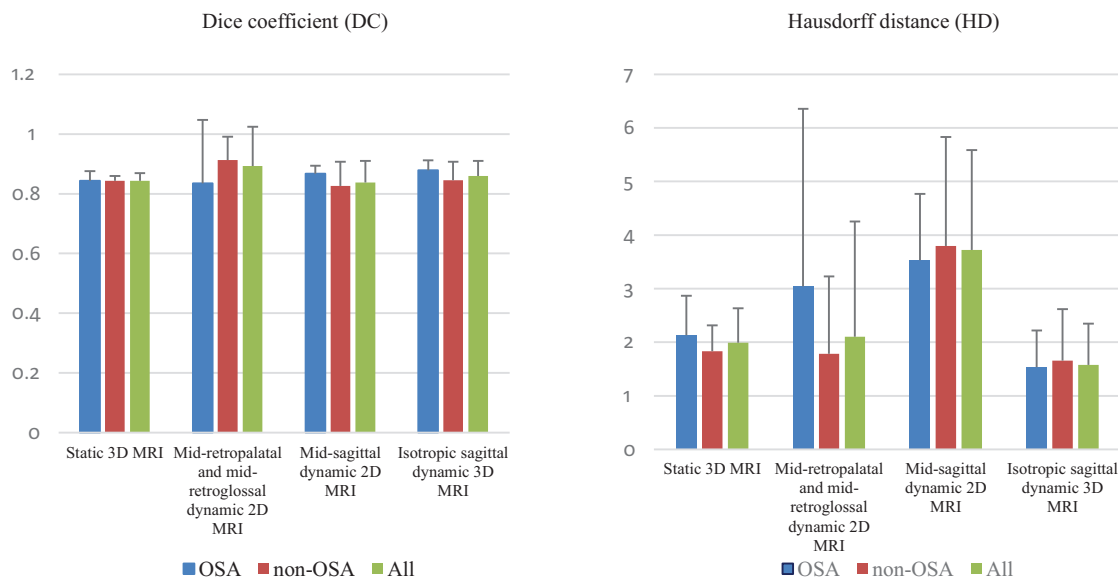 Dice coefficient (DC)
1.2
1
0.8
0.6
0.4
0.2
0
Static 3D MRI
Mid-retropalatal
and mid-
retroglossal
dynamic 2D
MRI
Mid-sagittal
dynamic 2D
MRI
Isotropic sagittal
dynamic 3D
MRI
OSA non-OSA All
Hausdorff distance (HD)
7
6
5
4
3
2
1
0
Static 3D MRI
Mid-retropalatal
and mid-
retroglossal
dynamic 2D
MRI
Mid-sagittal
dynamic 2D
MRI
Isotropic sagittal
dynamic 3D
MRI
OSA non-OSA All